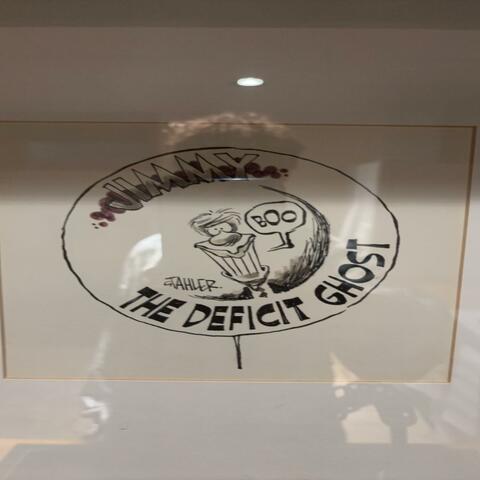 JIMMY
BOO
STAHLER.
THE DEFICIT GHOST